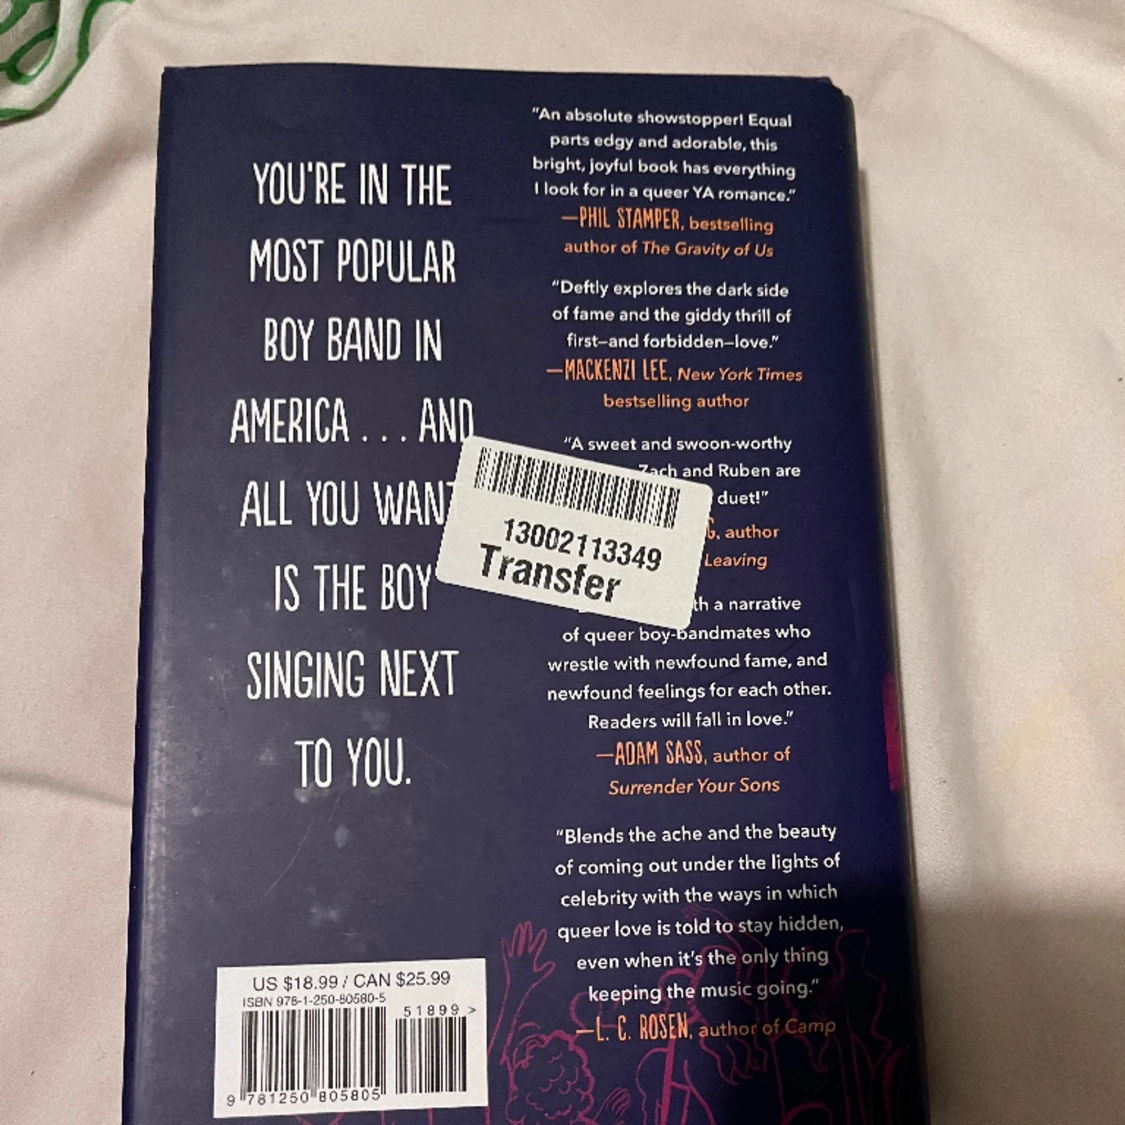 YOU'RE IN THE
MOST POPULAR
BOY BAND IN
AMERICA . . . AND
ALL YOU WANT
IS THE BOY
SINGING NEXT
TO YOU.
"An absolute showstopper! Equal
parts edgy and adorable, this
bright, joyful book has everything
I look for in a queer YA romance."
—PHIL STAMPER, bestselling
author of The Gravity of Us
"Deftly explores the dark side
of fame and the giddy thrill of
first—and forbidden—love."
—MACKENZI LEE, New York Times
bestselling author
"A sweet and swoon-worthy
Zach and Ruben are
duet!"
author
Leaving
a narrative
of queer boy-bandmates who
wrestle with newfound fame, and
newfound feelings for each other.
Readers will fall in love."
—ADAM SASS, author of
Surrender Your Sons
"Blends the ache and the beauty
of coming out under the lights of
celebrity with the ways in which
queer love is told to stay hidden,
even when it's the only thing
keeping the music going."
—L. C. ROSEN, author of Camp
13002113349
Transfer
US $18.99 / CAN $25.99
ISBN 978-1-250-80580-5
51899 >
9 781250 805805